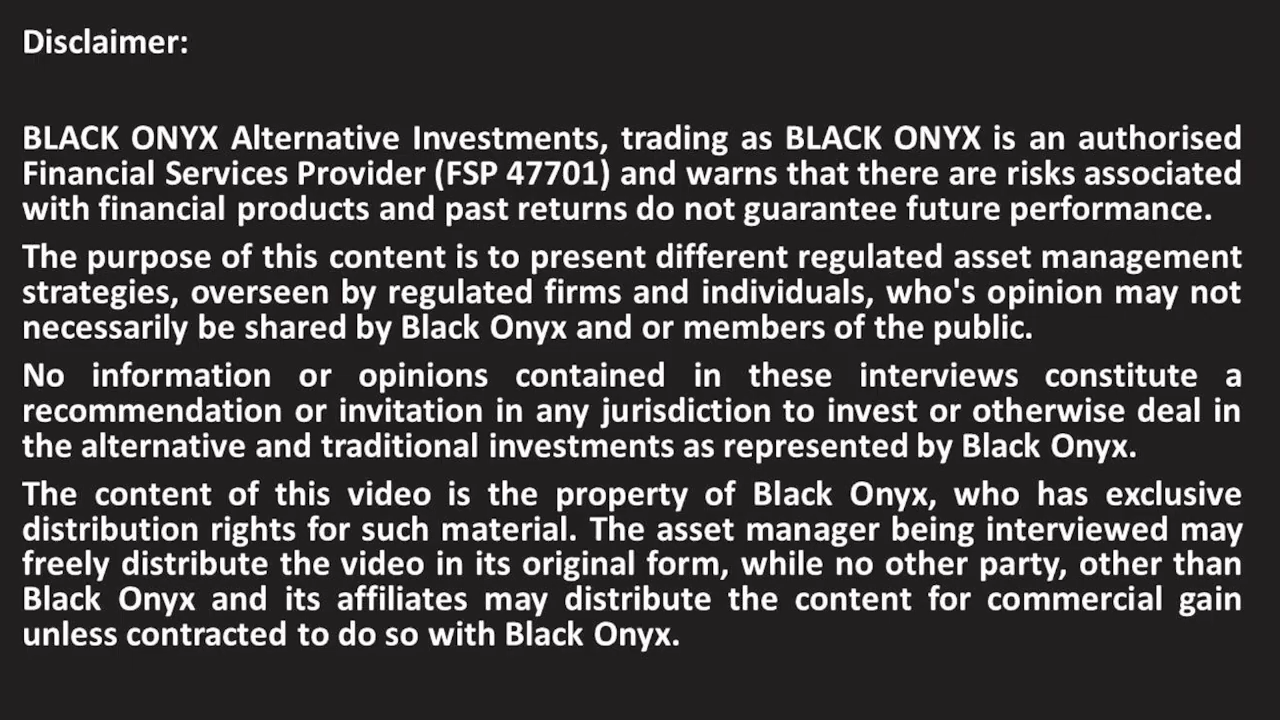 Disclaimer:
BLACK ONYX Alternative Investments, trading as BLACK ONYX is an authorised
Financial Services Provider (FSP 47701) and warns that there are risks associated
with financial products and past returns do not guarantee future performance.
The purpose of this content is to present different regulated asset management
strategies, overseen by regulated firms and individuals, who's opinion may not
necessarily be shared by Black Onyx and or members of the public.
No information or opinions contained in these interviews constitute a
recommendation or invitation in any jurisdiction to invest or otherwise deal in
the alternative and traditional investments as represented by Black Onyx.
The content of this video is the property of Black Onyx, who has exclusive
distribution rights for such material. The asset manager being interviewed may
freely distribute the video in its original form, while no other party, other than
Black Onyx and its affiliates may distribute the content for commercial gain
unless contracted to do so with Black Onyx.